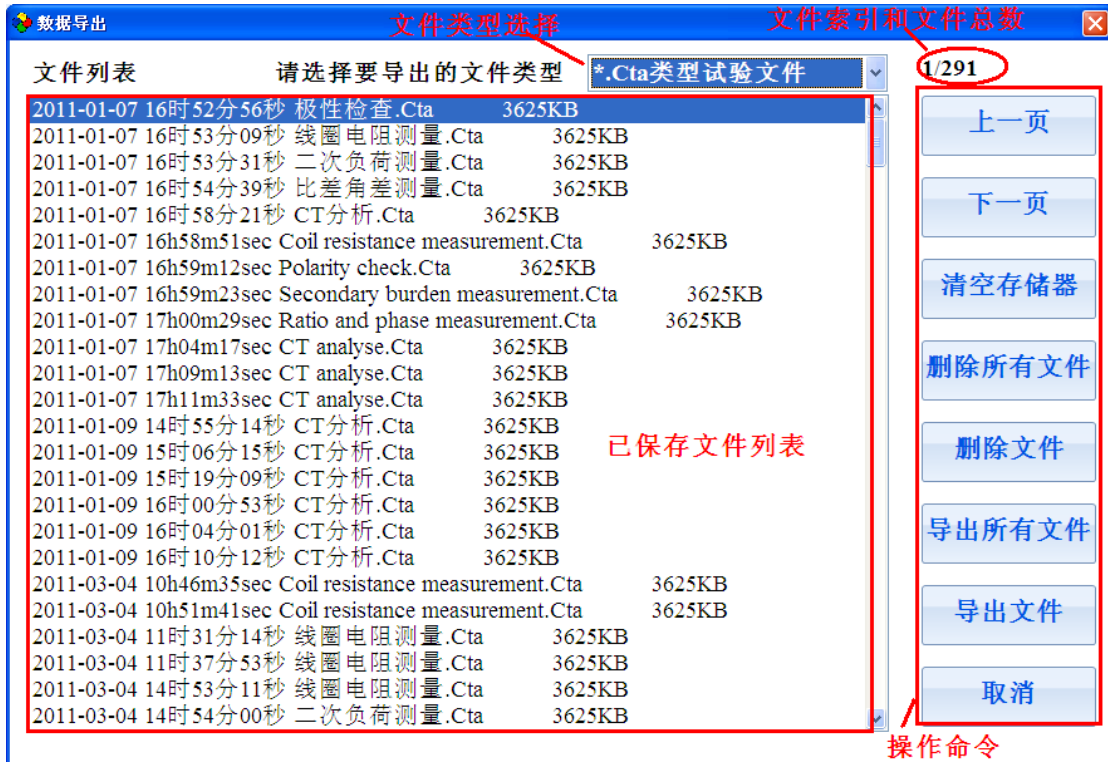 数据导出
文件类型选择
文件索引和文件总数
文件列表
请选择要导出的文件类型
*.Cta类型试验文件
1/291
2011-01-07 16时52分56秒 极性检查.Cta 3625KB
2011-01-07 16时53分09秒 线圈电阻测量.Cta 3625KB
2011-01-07 16时53分31秒 二次负荷测量.Cta 3625KB
2011-01-07 16时54分39秒 比差角差测量.Cta 3625KB
2011-01-07 16时58分21秒 CT分析.Cta 3625KB
2011-01-07 16h58m51sec Coil resistance measurement.Cta 3625KB
2011-01-07 16h59m12sec Polarity check.Cta 3625KB
2011-01-07 16h59m23sec Secondary burden measurement.Cta 3625KB
2011-01-07 17h00m29sec Ratio and phase measurement.Cta 3625KB
2011-01-07 17h04m17sec CT analyse.Cta 3625KB
2011-01-07 17h09m13sec CT analyse.Cta 3625KB
2011-01-07 17h11m33sec CT analyse.Cta 3625KB
2011-01-09 14时55分14秒 CT分析.Cta 3625KB
2011-01-09 15时06分15秒 CT分析.Cta 3625KB
2011-01-09 15时19分09秒 CT分析.Cta 3625KB
2011-01-09 16时00分53秒 CT分析.Cta 3625KB
2011-01-09 16时04分01秒 CT分析.Cta 3625KB
2011-01-09 16时10分12秒 CT分析.Cta 3625KB
2011-03-04 10h46m35sec Coil resistance measurement.Cta 3625KB
2011-03-04 10h51m41sec Coil resistance measurement.Cta 3625KB
2011-03-04 11时31分14秒 线圈电阻测量.Cta 3625KB
2011-03-04 11时37分53秒 线圈电阻测量.Cta 3625KB
2011-03-04 14时53分11秒 线圈电阻测量.Cta 3625KB
2011-03-04 14时54分00秒 二次负荷测量.Cta 3625KB
已保存文件列表
上一页
下一页
清空存储器
删除所有文件
删除文件
导出所有文件
导出文件
取消
操作命令